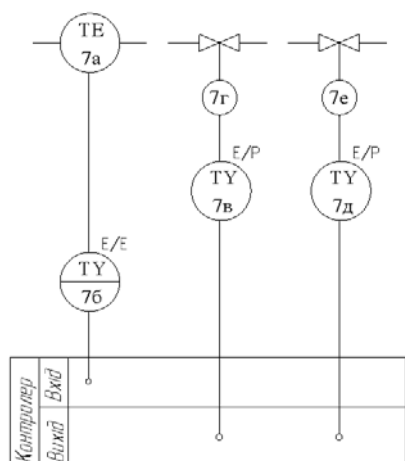 TE
7а
7г
7е
E/P
TY
7в
E/P
TY
7д
E/E
TY
7б
Контролер
Вхід
Вихід